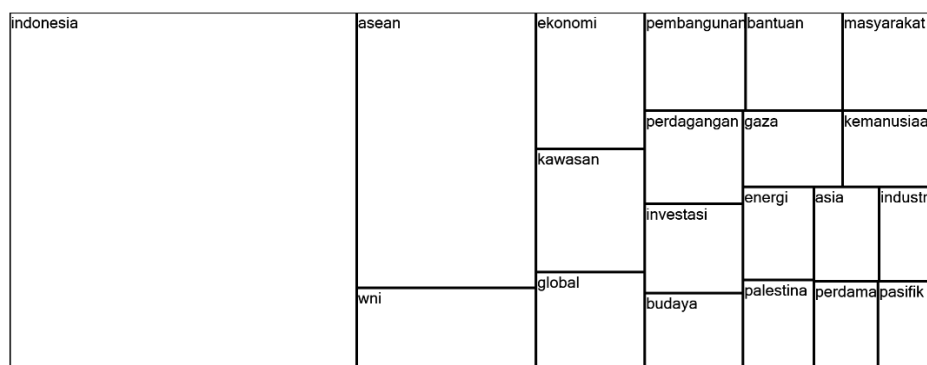 indonesia
asean
wni
ekonomi
kawasan
global
pembangunan
bantuan
masyarakat
perdagangan
gaza
kemanusiaa
investasi
budaya
energi
asia
industr
palestina
perdama
pasifik